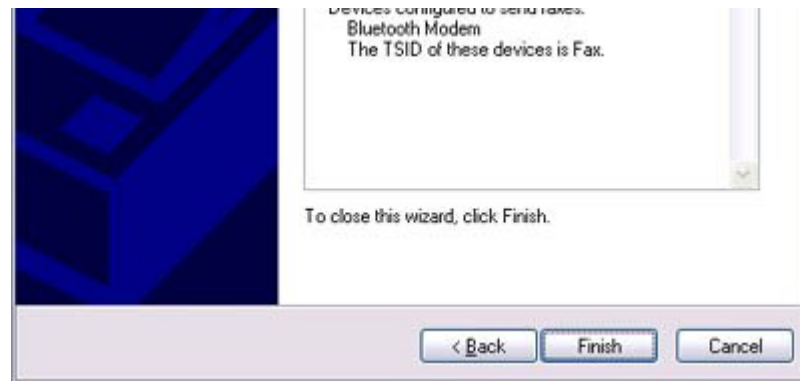 Devices configured to send faxes:
Bluetooth Modem
The TSID of these devices is Fax.
To close this wizard, click Finish.
< Back
Finish
Cancel